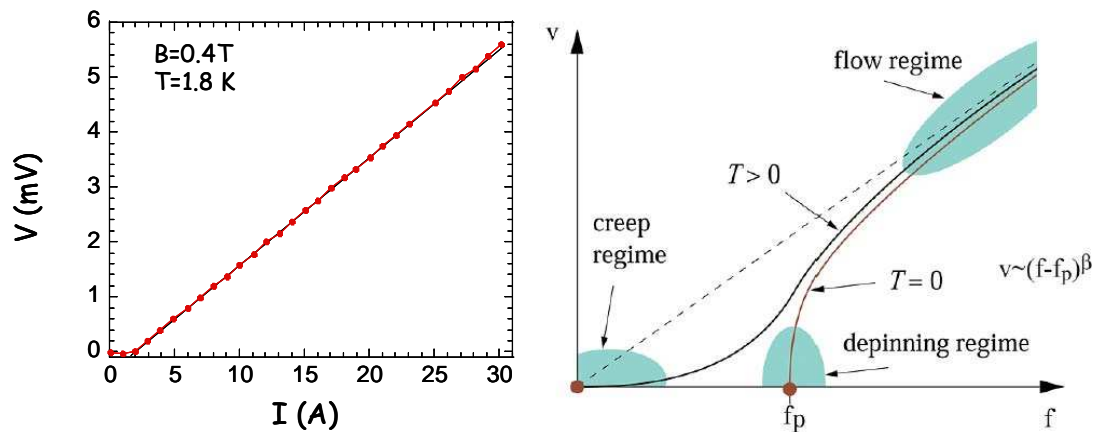 6
5
4
3
2
1
0
0
5
10
15
20
25
30
V (mV)
I (A)
B=0.4T
T=1.8 K
v
flow regime
T > 0
creep
regime
T = 0
v~(f-fp)β
depinning regime
fp
f